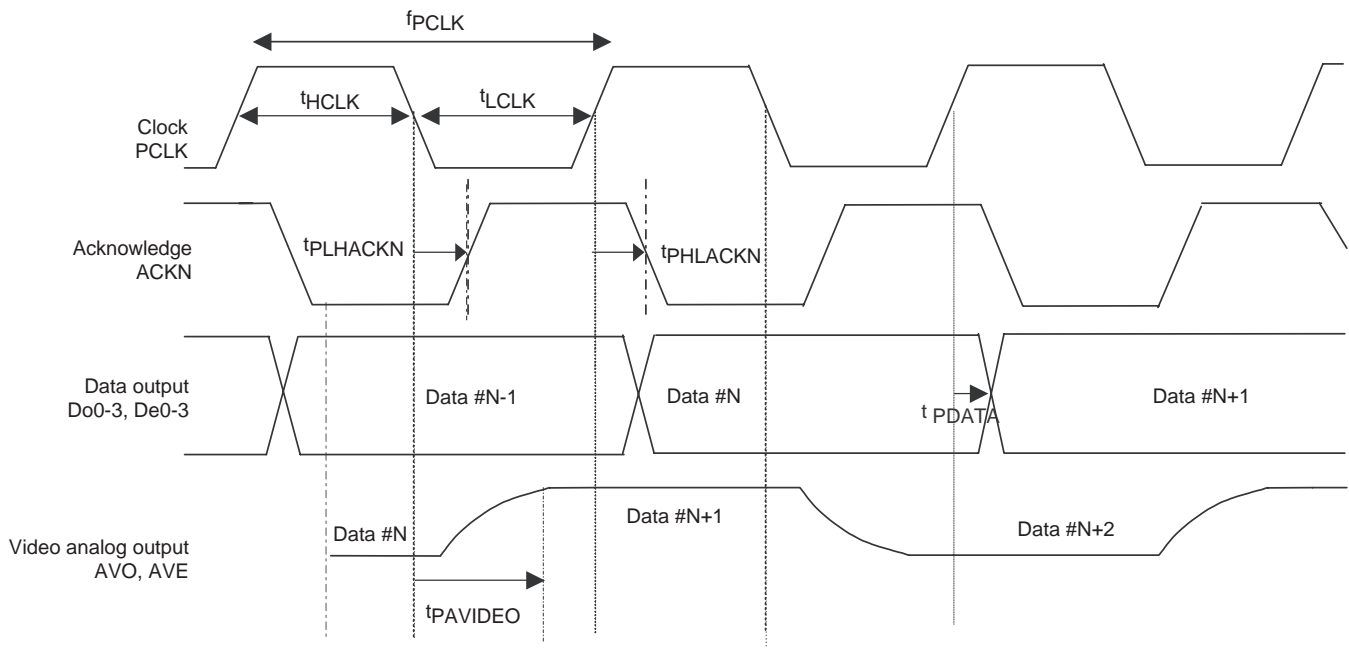 fPCLK
tHCLK
tLCLK
Clock
PCLK
Acknowledge
ACKN
tPLHACKN
tPHLACKN
Data output
Do0-3, De0-3
Data #N-1
Data #N
t PDATA
Data #N+1
Video analog output
AVO, AVE
Data #N
Data #N+1
Data #N+2
tPAVIDEO